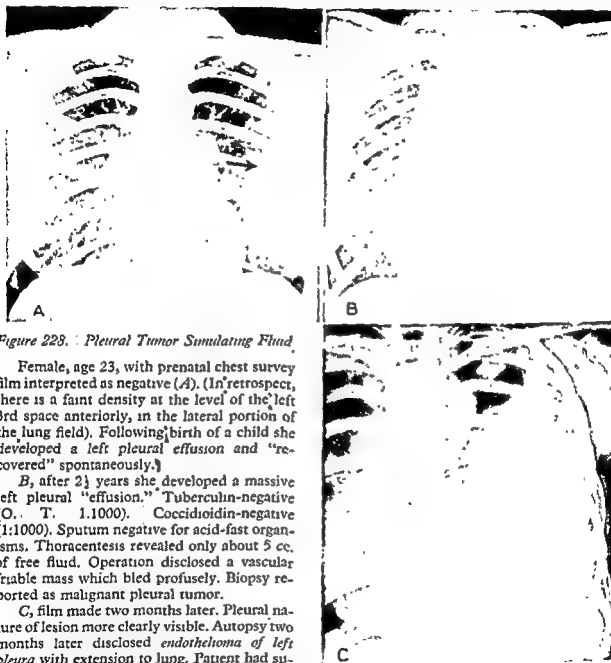 A
B
Figure 228. Pleural Tumor Simulating Fluid
Female, age 23, with prenatal chest survey
film interpreted as negative (A). (In retrospect,
there is a faint density at the level of the left
3rd space anteriorly, in the lateral portion of
the lung field). Following birth of a child she
developed a left pleural effusion and "re-
covered" spontaneously.
B, after 2½ years she developed a massive
left pleural "effusion." Tuberculin-negative
(O. T. 1.1000). Coccidioidin-negative
(1:1000). Sputum negative for acid-fast organ-
isms. Thoracentesis revealed only about 5 cc.
of free fluid. Operation disclosed a vascular
friable mass which bled profusely. Biopsy re-
ported as malignant pleural tumor.
C, film made two months later. Pleural na-
ture of lesion more clearly visible. Autopsy two
months later disclosed endothelioma of left
pleura with extension to lung. Patient had su-
C